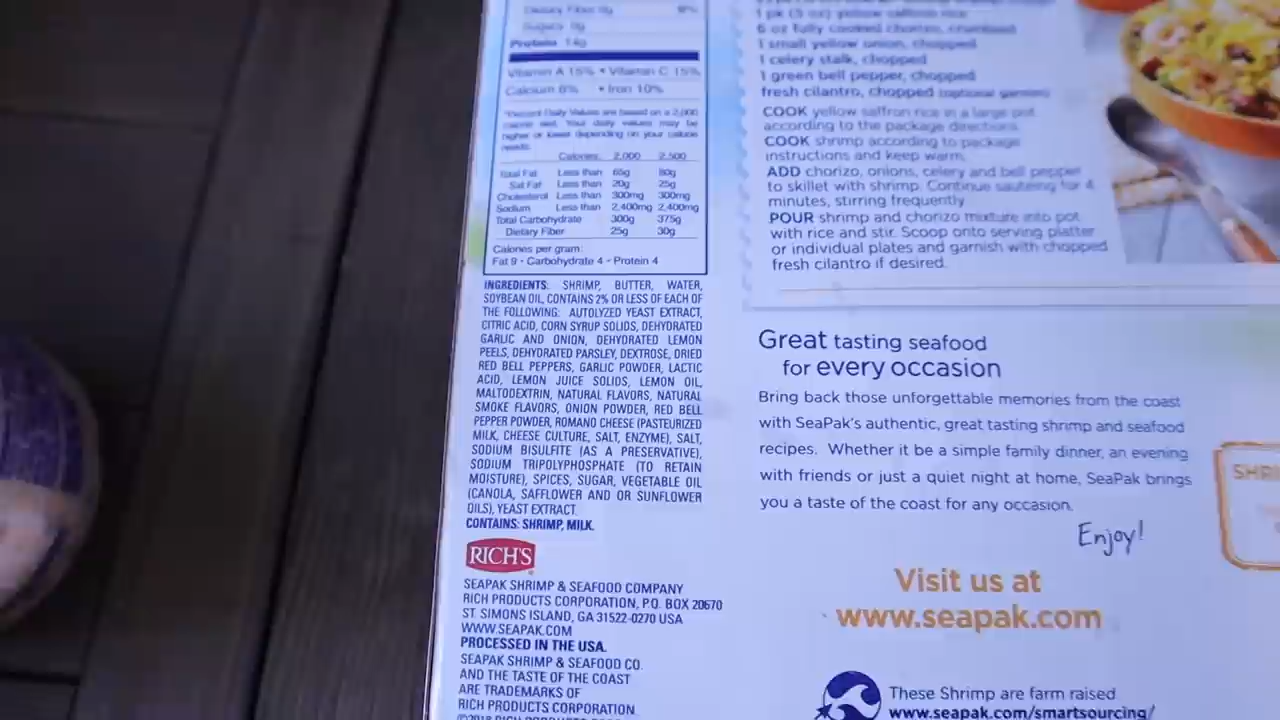 Dietary Fiber 0g 0%
Sugars 0g
Protein 14g
Vitamin A 15% • Vitamin C 15%
Calcium 6% • Iron 10%
*Percent Daily Values are based on a 2,000
calorie diet. Your daily values may be
higher or lower depending on your calorie
needs.
Calories: 2,000 2,500
Total Fat Less than 65g 80g
Sat Fat Less than 20g 25g
Cholesterol Less than 300mg 300mg
Sodium Less than 2,400mg 2,400mg
Total Carbohydrate 300g 375g
Dietary Fiber 25g 30g
Calories per gram:
Fat 9 • Carbohydrate 4 • Protein 4
INGREDIENTS: SHRIMP, BUTTER, WATER,
SOYBEAN OIL, CONTAINS 2% OR LESS OF EACH OF
THE FOLLOWING: AUTOLYZED YEAST EXTRACT,
CITRIC ACID, CORN SYRUP SOLIDS, DEHYDRATED
GARLIC AND ONION, DEHYDRATED LEMON
PEELS, DEHYDRATED PARSLEY, DEXTROSE, DRIED
RED BELL PEPPERS, GARLIC POWDER, LACTIC
ACID, LEMON JUICE SOLIDS, LEMON OIL,
MALTODEXTRIN, NATURAL FLAVORS, NATURAL
SMOKE FLAVORS, ONION POWDER, RED BELL
PEPPER POWDER, ROMANO CHEESE (PASTEURIZED
MILK, CHEESE CULTURE, SALT, ENZYME), SALT,
SODIUM BISULFITE (AS A PRESERVATIVE),
SODIUM TRIPOLYPHOSPHATE (TO RETAIN
MOISTURE), SPICES, SUGAR, VEGETABLE OIL
(CANOLA, SAFFLOWER AND OR SUNFLOWER
OILS), YEAST EXTRACT.
CONTAINS: SHRIMP, MILK.
RICH'S
SEAPAK SHRIMP & SEAFOOD COMPANY
RICH PRODUCTS CORPORATION, P.O. BOX 20670
ST SIMONS ISLAND, GA 31522-0270 USA
WWW.SEAPAK.COM
PROCESSED IN THE USA.
SEAPAK SHRIMP & SEAFOOD CO.
AND THE TASTE OF THE COAST
ARE TRADEMARKS OF
RICH PRODUCTS CORPORATION
1 pk (5 oz) yellow saffron rice
6 oz fully cooked chorizo, crumbled
1 small yellow onion, chopped
1 celery stalk, chopped
1 green bell pepper, chopped
fresh cilantro, chopped (optional garnish)
COOK yellow saffron rice in a large pot
according to the package directions.
COOK shrimp according to package
instructions and keep warm.
ADD chorizo, onions, celery and bell pepper
to skillet with shrimp. Continue sauteing for 4
minutes, stirring frequently
POUR shrimp and chorizo mixture into pot
with rice and stir. Scoop onto serving platter
or individual plates and garnish with chopped
fresh cilantro if desired.
Great tasting seafood
for every occasion
Bring back those unforgettable memories from the coast
with SeaPak's authentic, great tasting shrimp and seafood
recipes. Whether it be a simple family dinner, an evening
with friends or just a quiet night at home, SeaPak brings
you a taste of the coast for any occasion.
Enjoy!
Visit us at
www.seapak.com
These Shrimp are farm raised
www.seapak.com/smartsourcing/